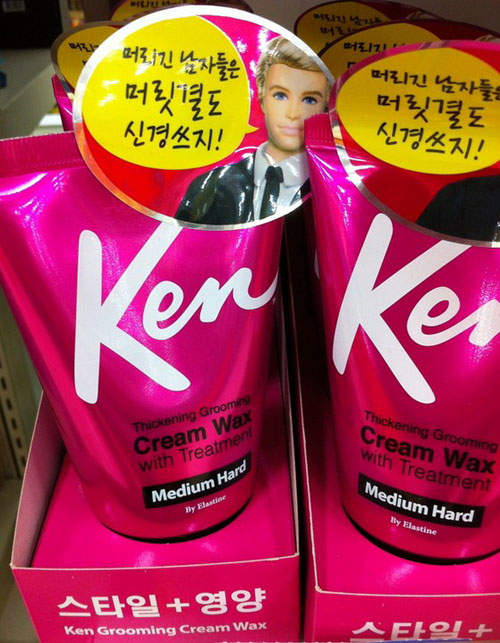 머리긴 남자들은
머릿결도
신경쓰지!
머리긴 남자들은
머릿결도
신경쓰지!
Ken
Thickening Grooming
Cream Wax
with Treatment
Medium Hard
By Elastine
Ken
Thickening Grooming
Cream Wax
with Treatment
Medium Hard
By Elastine
스타일+영양
Ken Grooming Cream Wax
스타일+